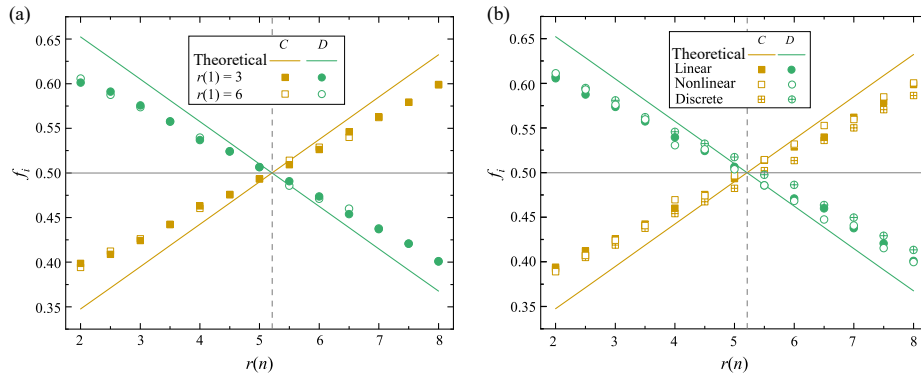 (a)
C D
Theoretical
r(1) = 3
r(1) = 6
0.65
0.60
0.55
0.50
0.45
0.40
0.35
f_i
2 3 4 5 6 7 8
r(n)
(b)
C D
Theoretical
Linear
Nonlinear
Discrete
0.65
0.60
0.55
0.50
0.45
0.40
0.35
f_i
2 3 4 5 6 7 8
r(n)